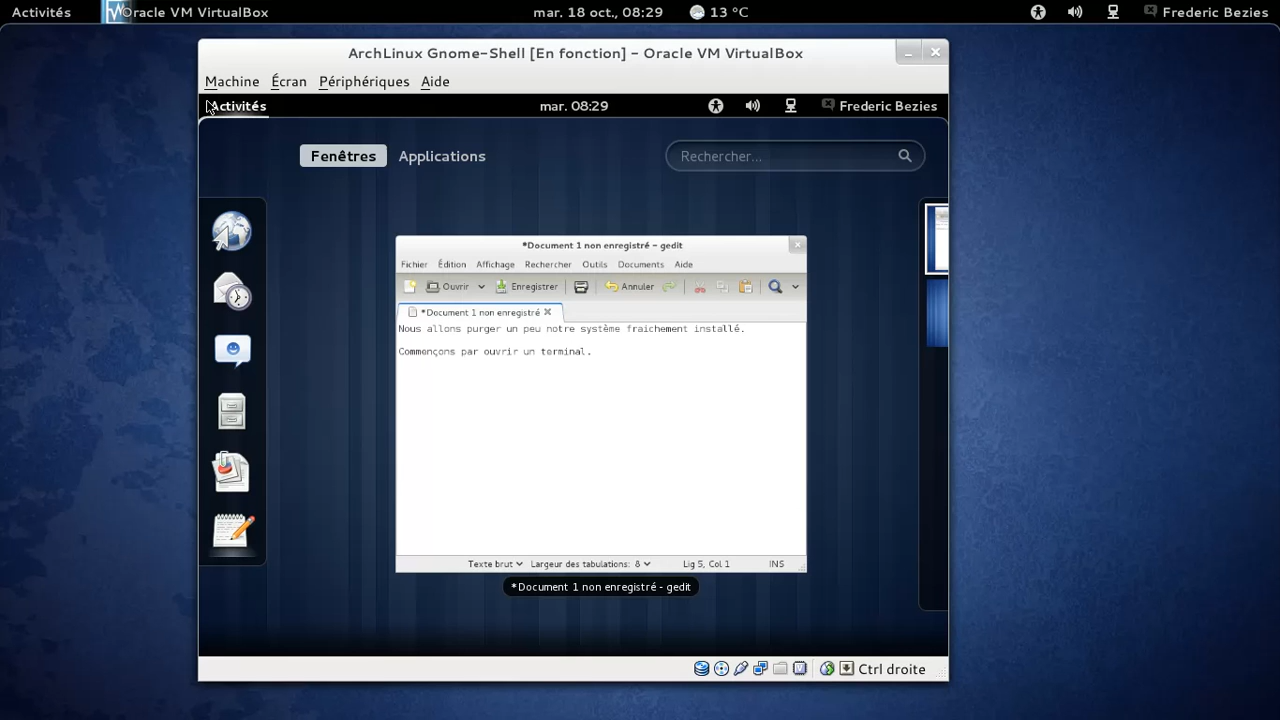 Activités Oracle VM VirtualBox mar. 18 oct., 08:29 13 °C Frederic Bezies
ArchLinux Gnome-Shell [En fonction] - Oracle VM VirtualBox
Machine Écran Périphériques Aide
Activités mar. 08:29 Frederic Bezies
Fenêtres Applications Rechercher...
*Document 1 non enregistré - gedit
Fichier Édition Affichage Rechercher Outils Documents Aide
Ouvrir Enregistrer Annuler
*Document 1 non enregistré
Nous allons purger un peu notre système fraichement installé.
Commençons par ouvrir un terminal.
Texte brut Largeur des tabulations: 8 Lig 5, Col 1 INS
*Document 1 non enregistré - gedit
Ctrl droite